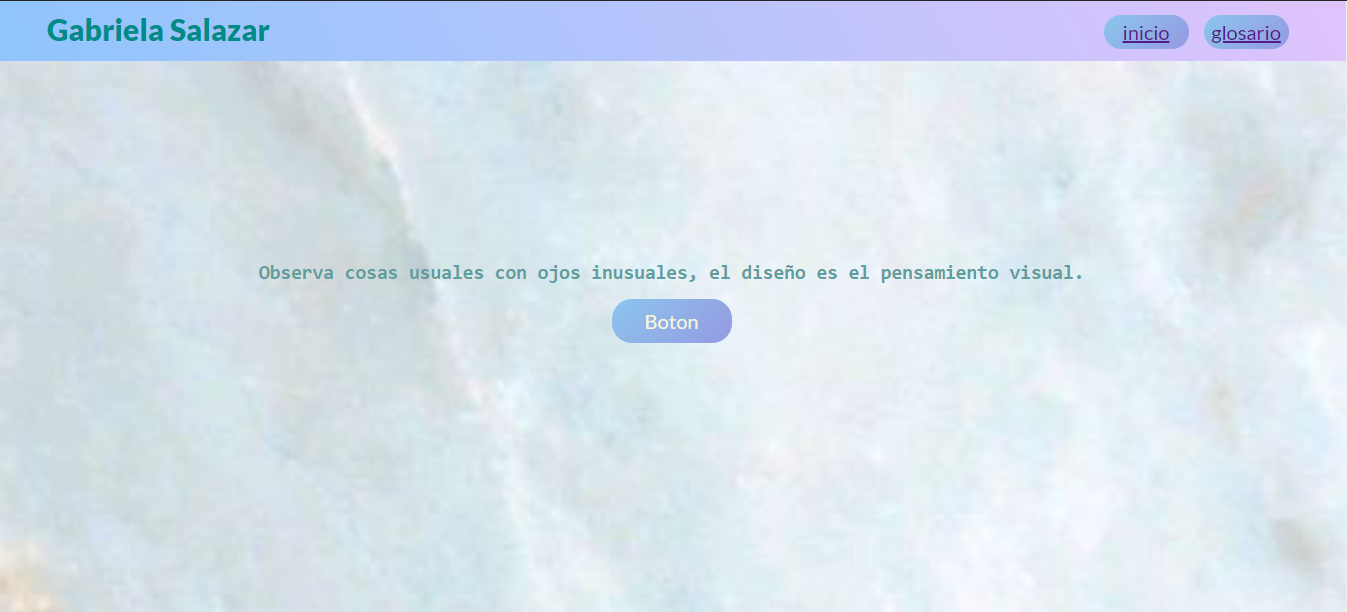 Gabriela Salazar
inicio
glosario
Observa cosas usuales con ojos inusuales, el diseño es el pensamiento visual.
Boton